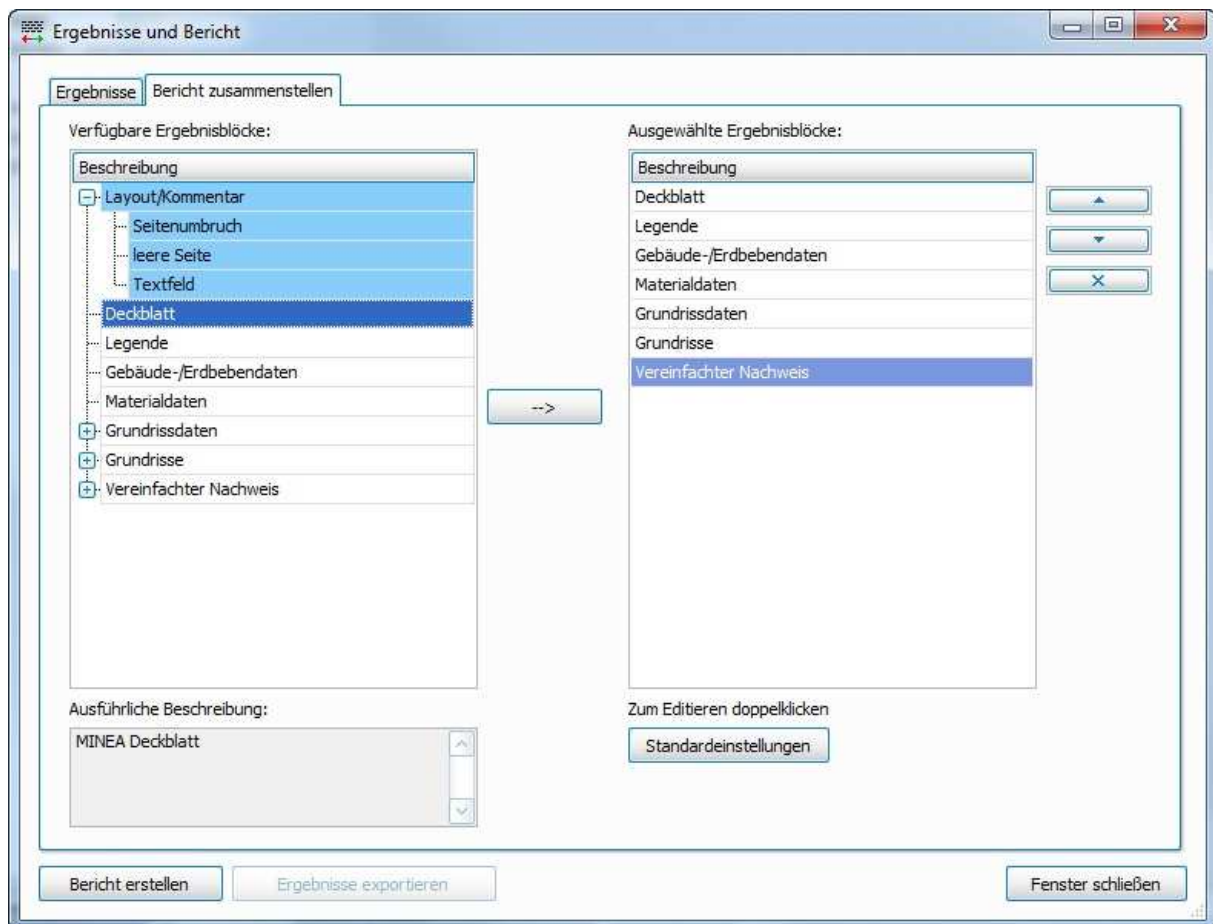 Ergebnisse und Bericht
Ergebnisse
Bericht zusammenstellen
Verfügbare Ergebnisblöcke:
Beschreibung
Layout/Kommentar
Seitenumbruch
leere Seite
Textfeld
Deckblatt
Legende
Gebäude-/Erdbebendaten
Materialdaten
Grundrissdaten
Grundrisse
Vereinfachter Nachweis
-->
Ausgewählte Ergebnisblöcke:
Beschreibung
Deckblatt
Legende
Gebäude-/Erdbebendaten
Materialdaten
Grundrissdaten
Grundrisse
Vereinfachter Nachweis
Ausführliche Beschreibung:
MINEA Deckblatt
Zum Editieren doppelklicken
Standardeinstellungen
Bericht erstellen
Ergebnisse exportieren
Fenster schließen